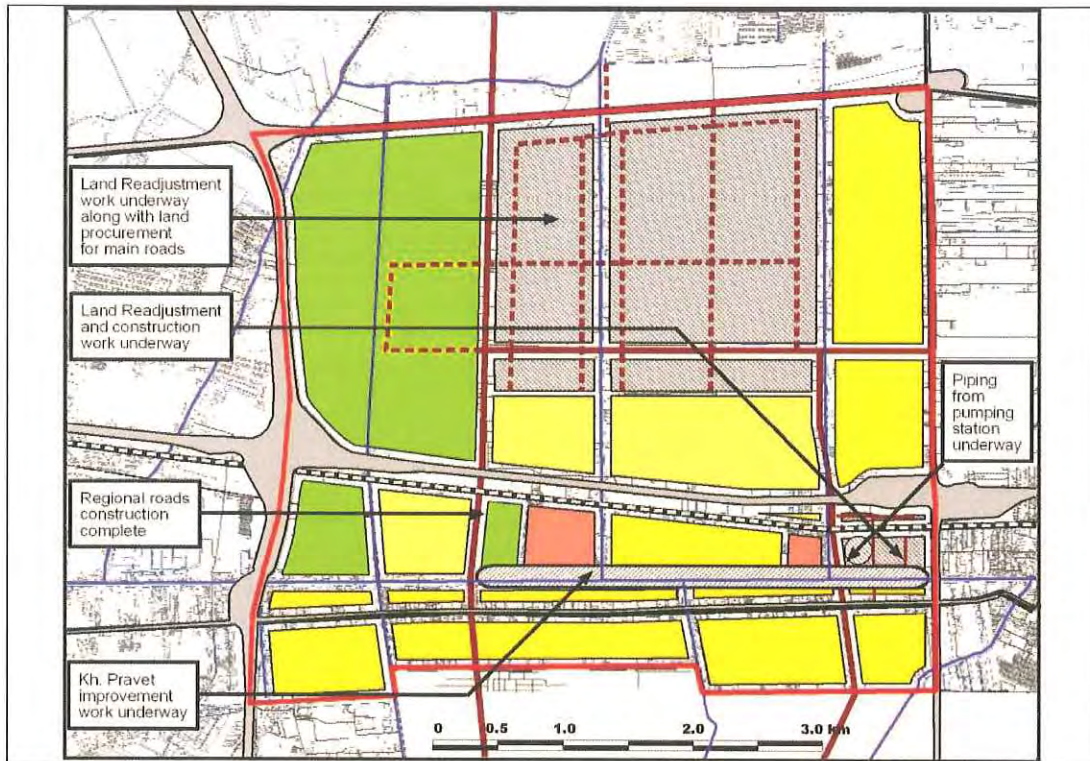 Land Readjustment
work underway
along with land
procurement
for main roads
Land Readjustment
and construction
work underway
Piping
from
pumping
station
underway
Regional roads
construction
complete
Kh. Pravet
improvement
work underway
0 0.5 1.0 2.0 3.0 km